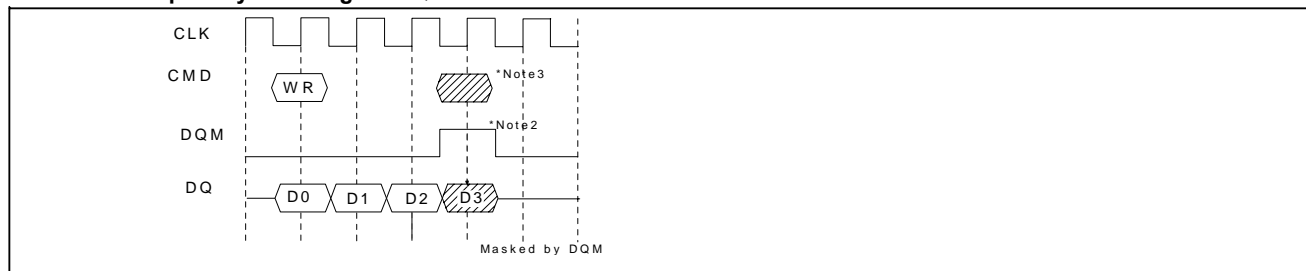 CLK
CMD
WR
*Note3
DQM
*Note2
DQ
D0 D1 D2 D3
Masked by DQM